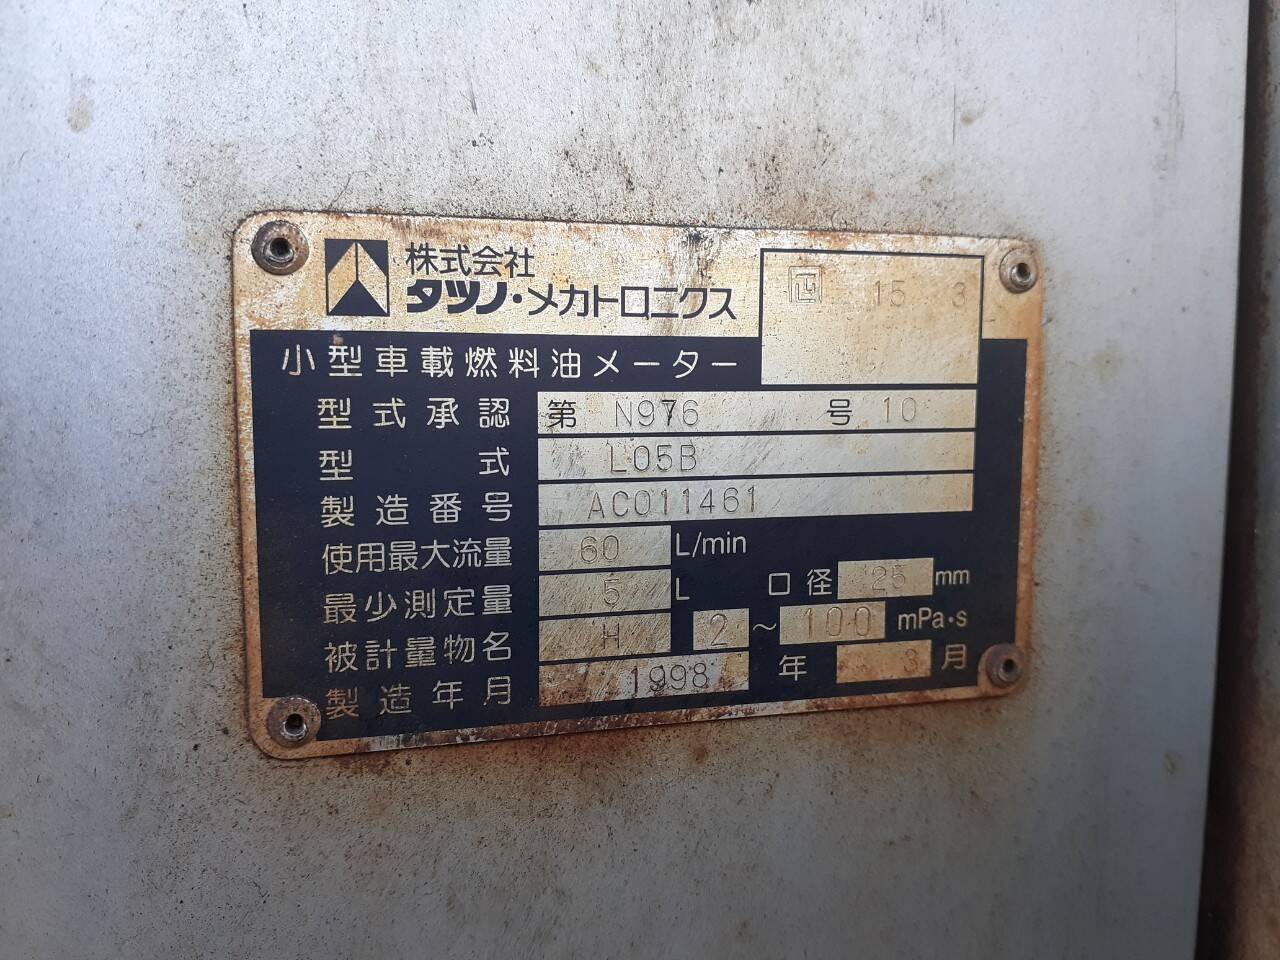 株式会社
タツノ・メカトロニクス
15 3
小型車載燃料油メーター
型式承認 第 N976 号 10
型式 L05B
製造番号 AC011461
使用最大流量 60 L/min
最少測定量 5 L 口径 25 mm
被計量物名 H 2 ~ 100 mPa・s
製造年月 1998 年 3 月